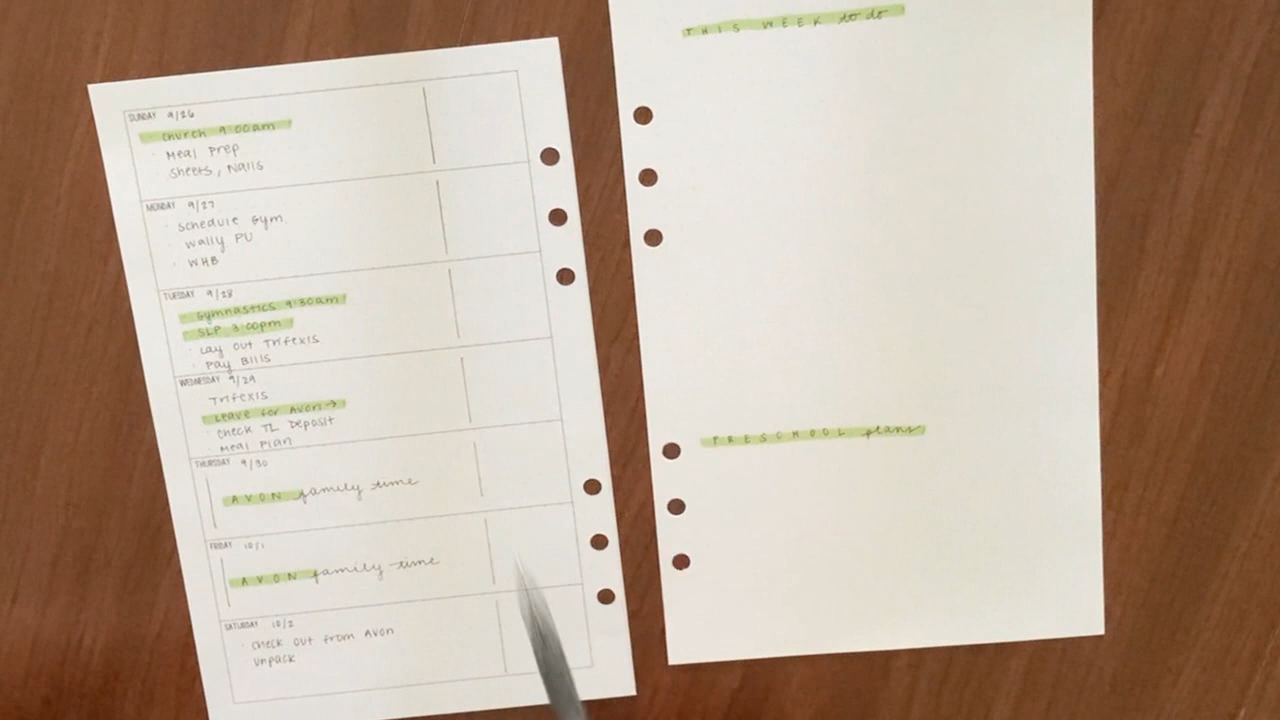 SUNDAY 9/26
· Church 9:00am
· Meal Prep
· Sheets, Nails
MONDAY 9/27
· Schedule Gym
· Wally PU
· WHB
TUESDAY 9/28
· Gymnastics 9:30am
· SLP 3:00pm
· Lay out Trifexis
· Pay Bills
WEDNESDAY 9/29
Trifexis
· Leave for Avon →
· Check TL Deposit
· Meal Plan
THURSDAY 9/30
AVON family time
FRIDAY 10/1
AVON family time
SATURDAY 10/2
· Check out from Avon
unpack
THIS WEEK to do
PRESCHOOL plans